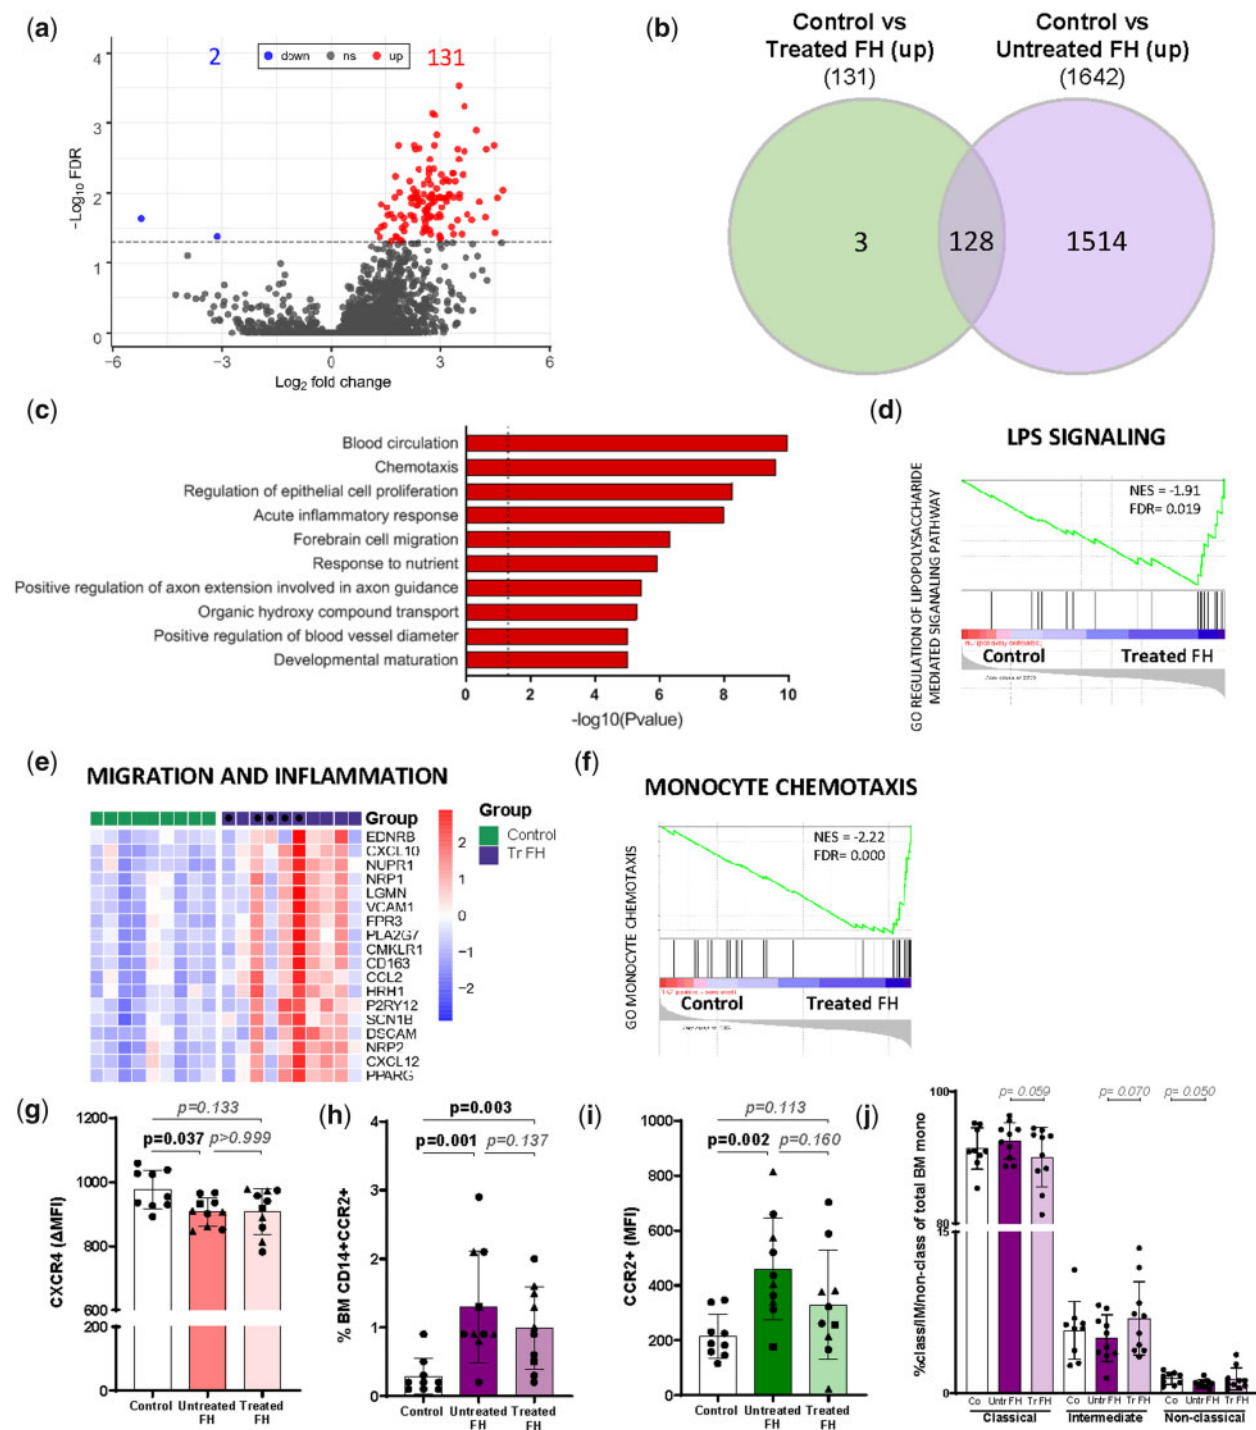 (a)
2
down
ns
up
131
4
3
2
1
0
-Log10 FDR
−6
−3
0
3
6
Log2 fold change
(b)
Control vs
Treated FH (up)
(131)
Control vs
Untreated FH (up)
(1642)
3
128
1514
(c)
Blood circulation
Chemotaxis
Regulation of epithelial cell proliferation
Acute inflammatory response
Forebrain cell migration
Response to nutrient
Positive regulation of axon extension involved in axon guidance
Organic hydroxy compound transport
Positive regulation of blood vessel diameter
Developmental maturation
0 2 4 6 8 10
-log10(Pvalue)
(d)
LPS SIGNALING
GO REGULATION OF LIPOPOLYSACCHARIDE
MEDIATED SIGANALING PATHWAY
NES = -1.91
FDR= 0.019
Control
Treated FH
(e)
MIGRATION AND INFLAMMATION
Group
EDNRB
CXCL10
NUPR1
NRP1
LGMN
VCAM1
FPR3
PLA2G7
CMKLR1
CD163
CCL2
HRH1
P2RY12
SCN1B
DSCAM
NRP2
CXCL12
PPARG
2
1
0
−1
−2
Group
Control
Tr FH
(f)
MONOCYTE CHEMOTAXIS
GO MONOCYTE CHEMOTAXIS
NES = -2.22
FDR= 0.000
Control
Treated FH
(g)
p=0.133
p=0.037
p>0.999
1200
1000
800
600
200
0
CXCR4 (ΔMFI)
Control
Untreated
FH
Treated
FH
(h)
p=0.003
p=0.001
p=0.137
4
3
2
1
0
% BM CD14+CCR2+
Control
Untreated
FH
Treated
FH
(i)
p=0.113
p=0.002
p=0.160
1000
800
600
400
200
0
CCR2+ (MFI)
Control
Untreated
FH
Treated
FH
(j)
p= 0.059
p= 0.070
p= 0.050
100
80
15
0
%class/IM/non-class of total BM mono
Co Untr FH Tr FH
Co Untr FH Tr FH
Co Untr FH Tr FH
Classical
Intermediate
Non-classical